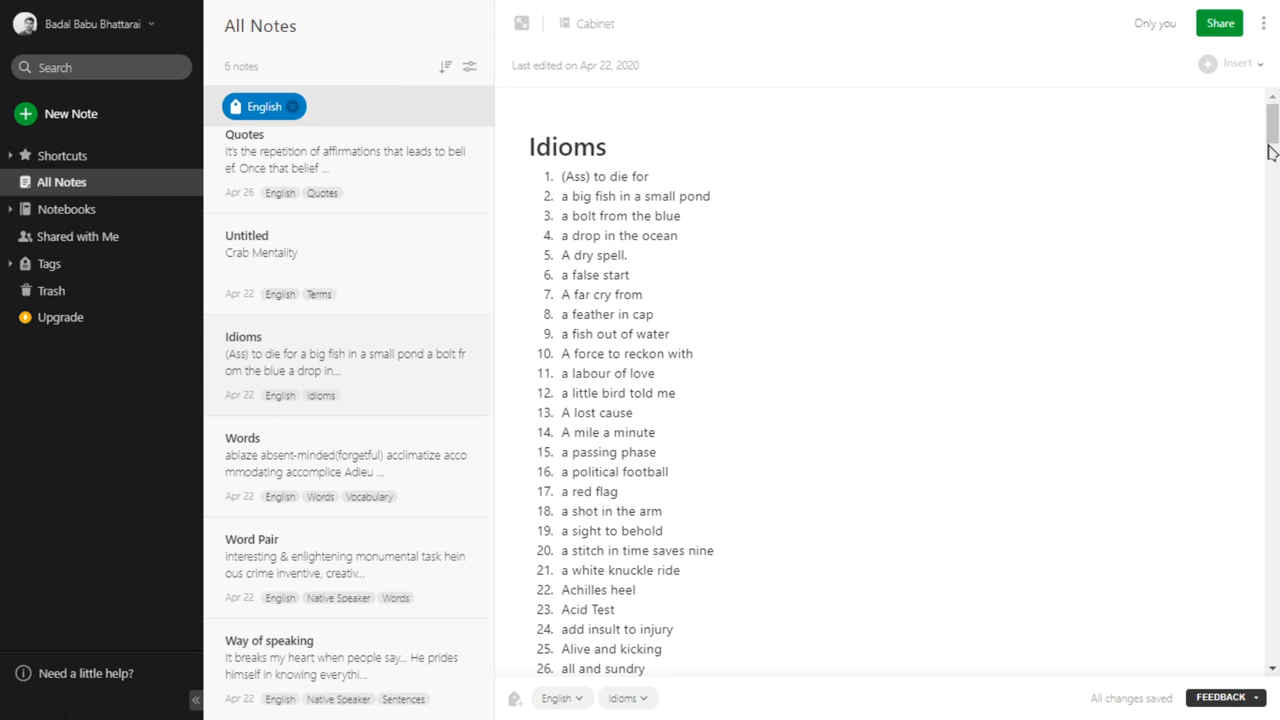 Badal Babu Bhattarai
Search
New Note
Shortcuts
All Notes
Notebooks
Shared with Me
Tags
Trash
Upgrade
Need a little help?
All Notes
6 notes
English
Quotes
It's the repetition of affirmations that leads to beli
ef. Once that belief ...
Apr 26 English Quotes
Untitled
Crab Mentality
Apr 22 English Terms
Idioms
(Ass) to die for a big fish in a small pond a bolt fr
om the blue a drop in...
Apr 22 English Idioms
Words
ablaze absent-minded(forgetful) acclimatize acco
mmodating accomplice Adieu ...
Apr 22 English Words Vocabulary
Word Pair
interesting & enlightening monumental task hein
ous crime inventive, creativ...
Apr 22 English Native Speaker Words
Way of speaking
It breaks my heart when people say... He prides
himself in knowing everythi...
Apr 22 English Native Speaker Sentences
Cabinet
Only you
Share
Last edited on Apr 22, 2020
Insert
Idioms
1. (Ass) to die for
2. a big fish in a small pond
3. a bolt from the blue
4. a drop in the ocean
5. A dry spell.
6. a false start
7. A far cry from
8. a feather in cap
9. a fish out of water
10. A force to reckon with
11. a labour of love
12. a little bird told me
13. A lost cause
14. A mile a minute
15. a passing phase
16. a political football
17. a red flag
18. a shot in the arm
19. a sight to behold
20. a stitch in time saves nine
21. a white knuckle ride
22. Achilles heel
23. Acid Test
24. add insult to injury
25. Alive and kicking
26. all and sundry
English
Idioms
All changes saved
FEEDBACK